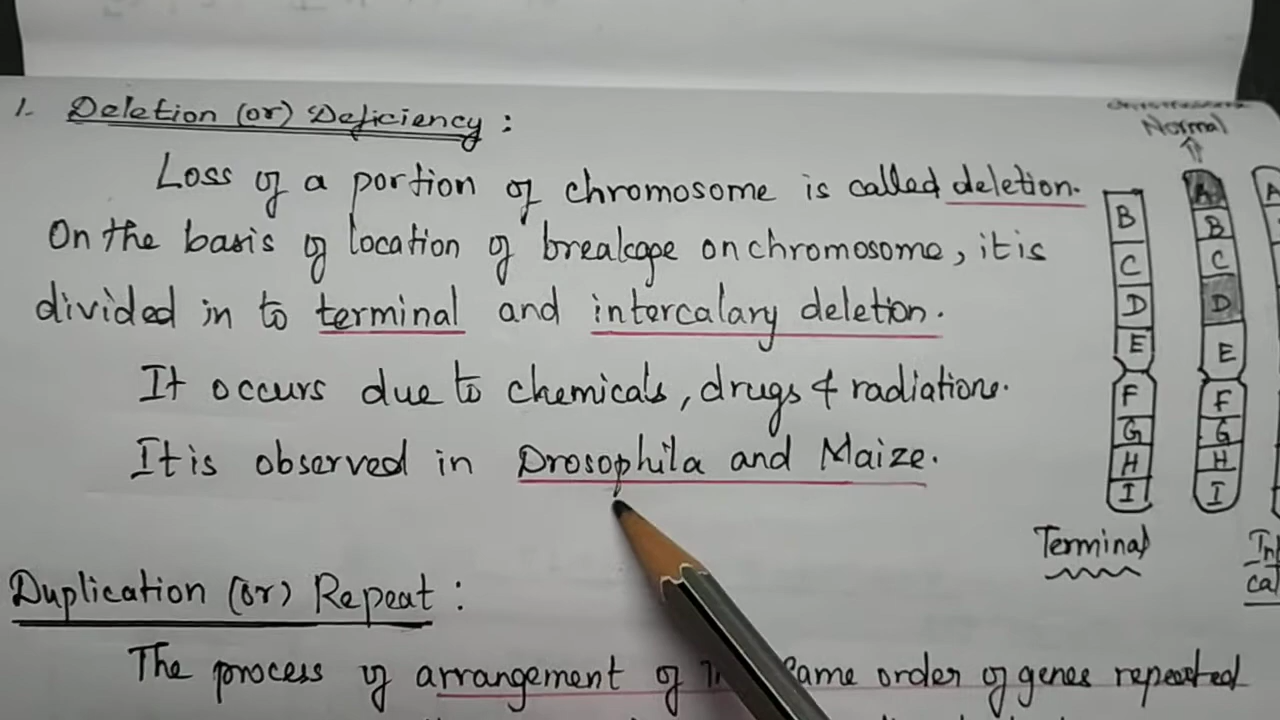 1. Deletion (or) Deficiency :
Loss of a portion of chromosome is called deletion.
On the basis of location of breakage on chromosome, it is
divided in to terminal and intercalary deletion.
It occurs due to chemicals, drugs & radiations.
It is observed in Drosophila and Maize.
Duplication (or) Repeat :
The process of arrangement of same order of genes repeated
Normal
B
C
D
E
F
G
H
I
Terminal
A
B
C
D
E
F
G
H
I
A